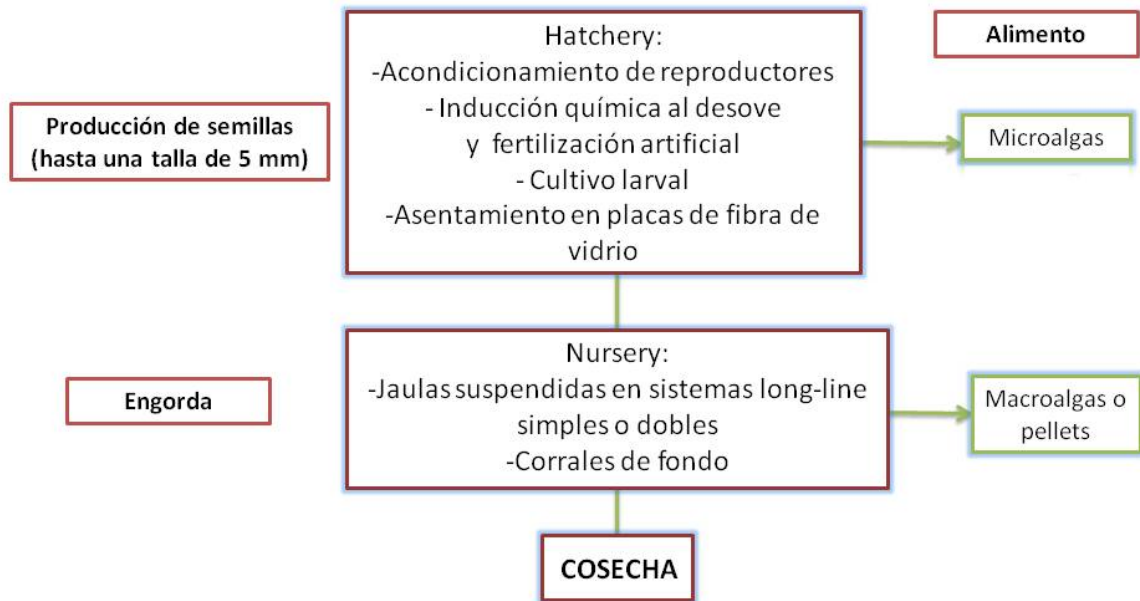 Hatchery:
-Acondicionamiento de reproductores
- Inducción química al desove
y fertilización artificial
- Cultivo larval
-Asentamiento en placas de fibra de
vidrio
Alimento
Producción de semillas
(hasta una talla de 5 mm)
Microalgas
Nursery:
-Jaulas suspendidas en sistemas long-line
simples o dobles
-Corrales de fondo
Engorda
Macroalgas o
pellets
COSECHA